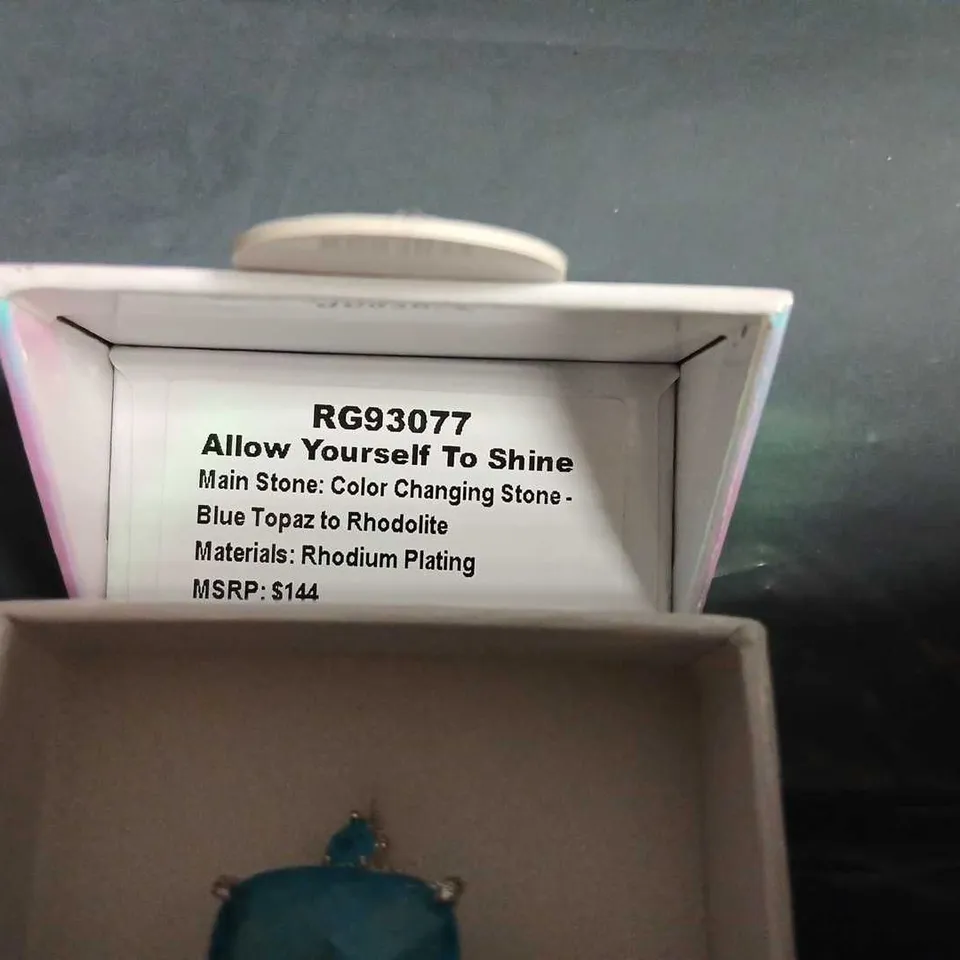 RG93077
Allow Yourself To Shine
Main Stone: Color Changing Stone -
Blue Topaz to Rhodolite
Materials: Rhodium Plating
MSRP: $144